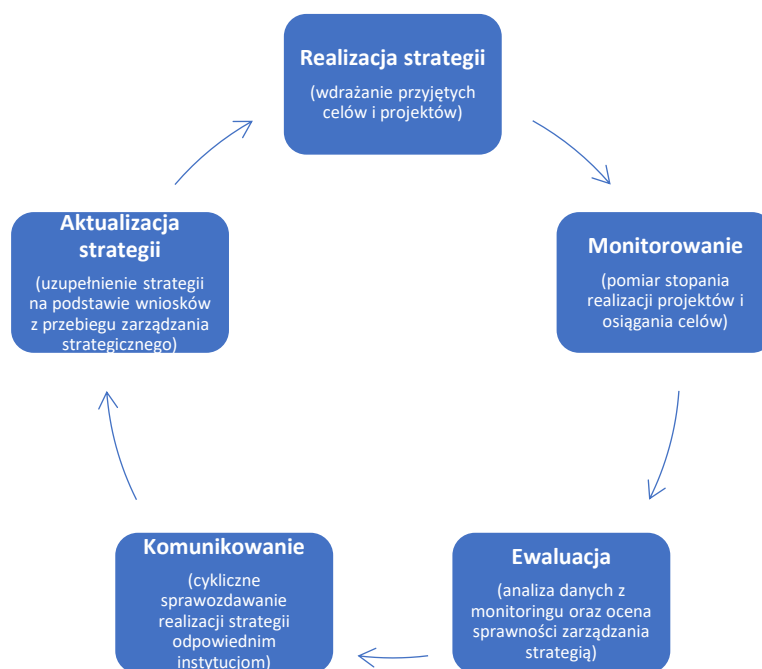 Realizacja strategii
(wdrażanie przyjętych
celów i projektów)
Monitorowanie
(pomiar stopania
realizacji projektów i
osiągania celów)
Ewaluacja
(analiza danych z
monitoringu oraz ocena
sprawności zarządzania
strategią)
Komunikowanie
(cykliczne
sprawozdawanie
realizacji strategii
odpowiednim
instytucjom)
Aktualizacja
strategii
(uzupełnienie strategii
na podstawie wniosków
z przebiegu zarządzania
strategicznego)